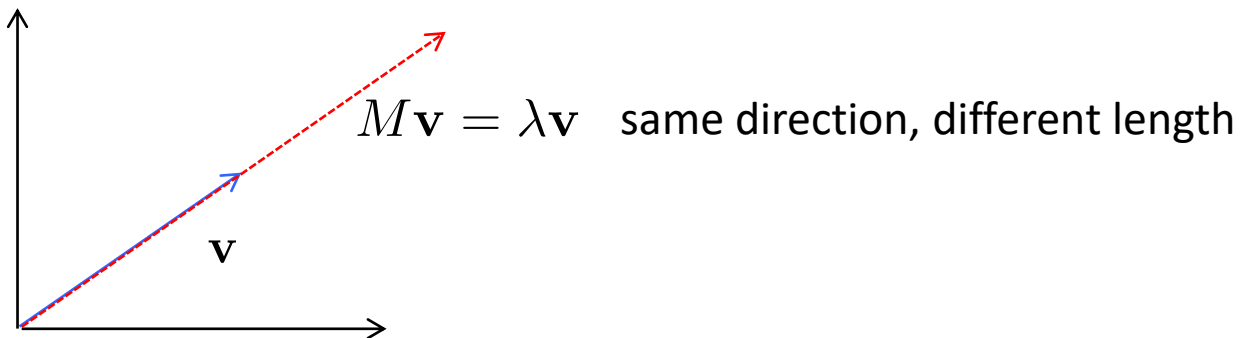 Mv = λv same direction, different length
v